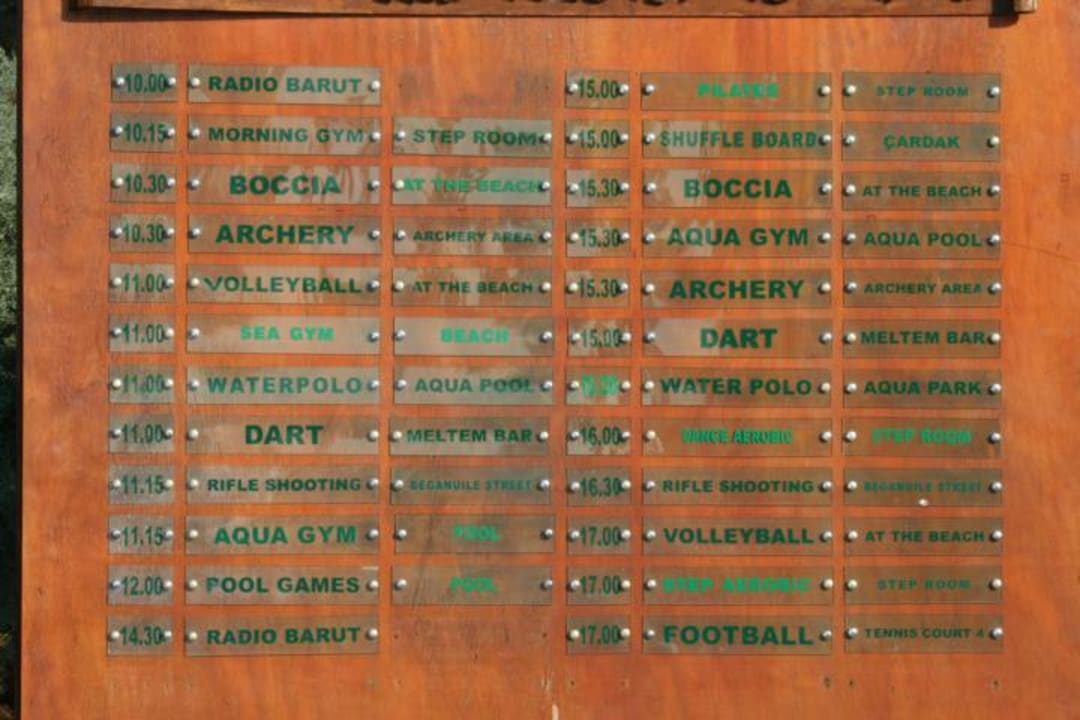 10.00 RADIO BARUT
10.15 MORNING GYM STEP ROOM
10.30 BOCCIA AT THE BEACH
10.30 ARCHERY ARCHERY AREA
11.00 VOLLEYBALL AT THE BEACH
11.00 SEA GYM BEACH
11.00 WATERPOLO AQUA POOL
11.00 DART MELTEM BAR
11.15 RIFLE SHOOTING BEGANUILE STREET
11.15 AQUA GYM POOL
12.00 POOL GAMES POOL
14.30 RADIO BARUT
15.00 PILATES STEP ROOM
15.00 SHUFFLE BOARD ÇARDAK
15.30 BOCCIA AT THE BEACH
15.30 AQUA GYM AQUA POOL
15.30 ARCHERY ARCHERY AREA
15.00 DART MELTEM BAR
WATER POLO AQUA PARK
16.00 DANCE AEROBIC STEP ROOM
16.30 RIFLE SHOOTING BEGANUILE STREET
17.00 VOLLEYBALL AT THE BEACH
17.00 STEP AEROBIC STEP ROOM
17.00 FOOTBALL TENNIS COURT 4